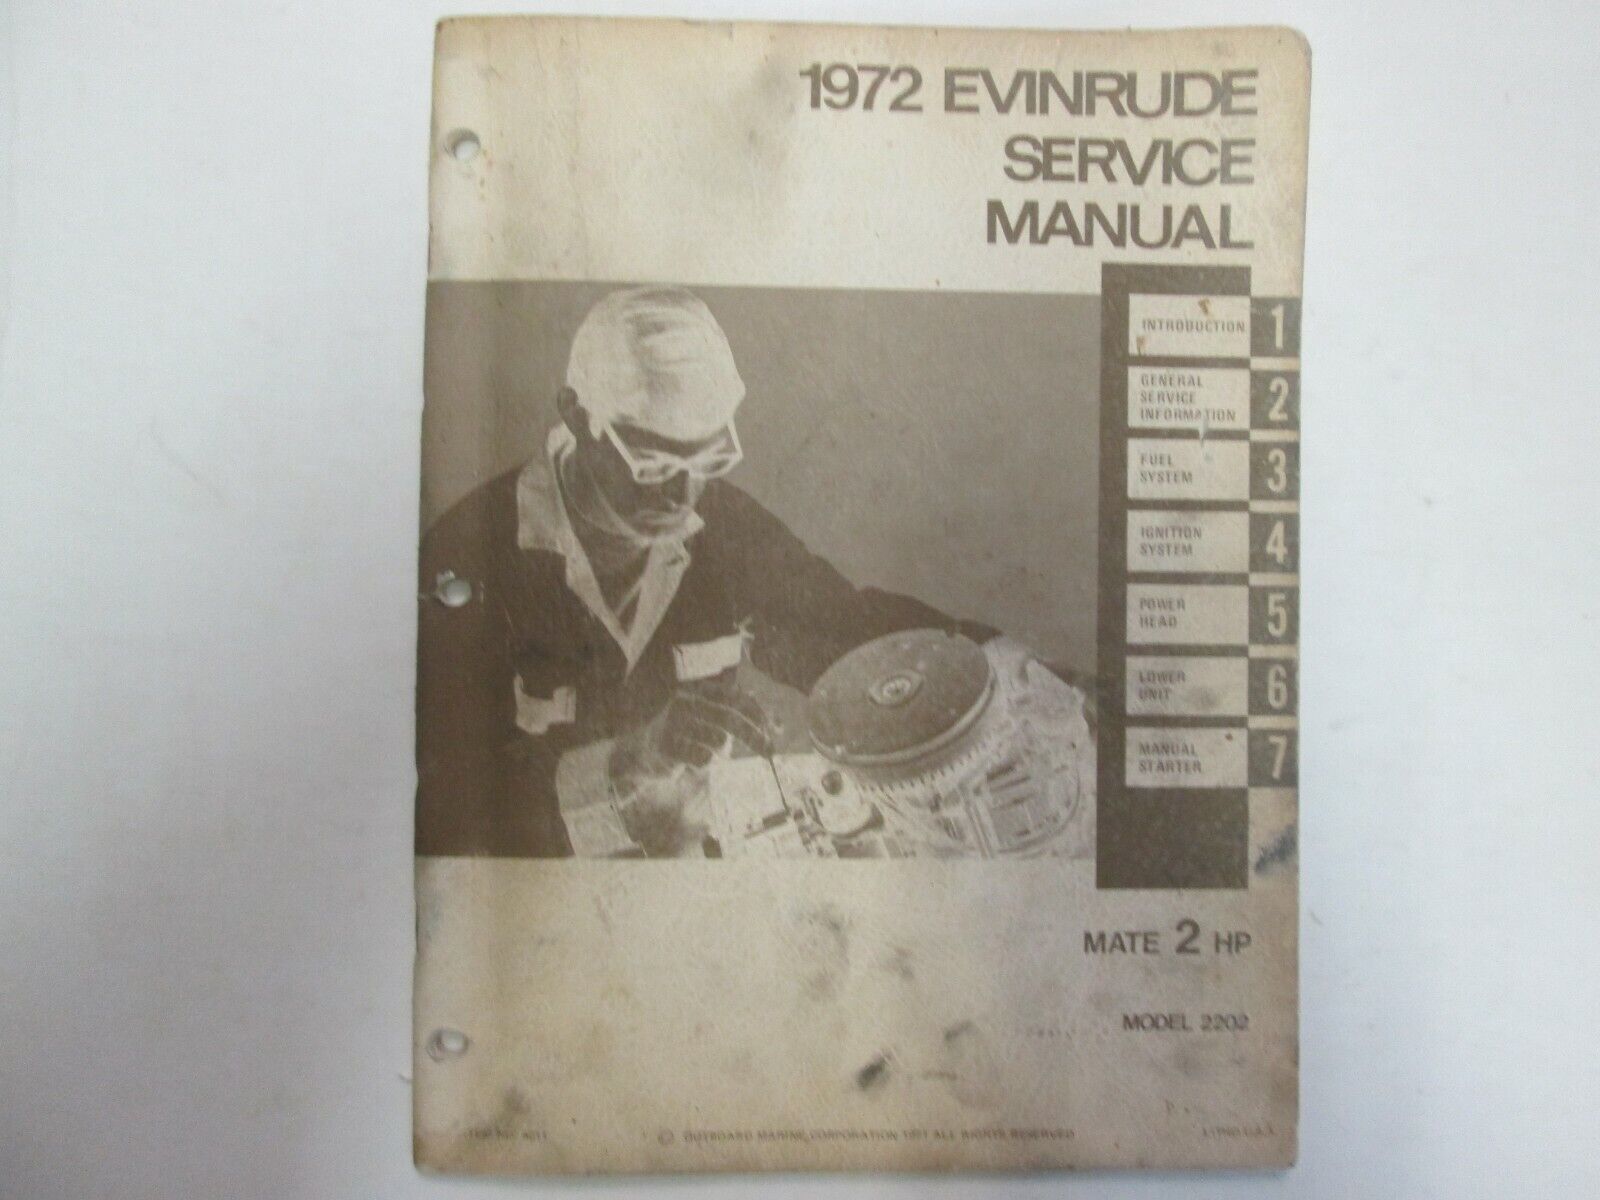 1972 EVINRUDE
SERVICE
MANUAL
INTRODUCTION 1
GENERAL
SERVICE
INFORMATION 2
FUEL
SYSTEM 3
IGNITION
SYSTEM 4
POWER
HEAD 5
LOWER
UNIT 6
MANUAL
STARTER 7
MATE 2 HP
MODEL 2202
© OUTBOARD MARINE CORPORATION 1971 ALL RIGHTS RESERVED